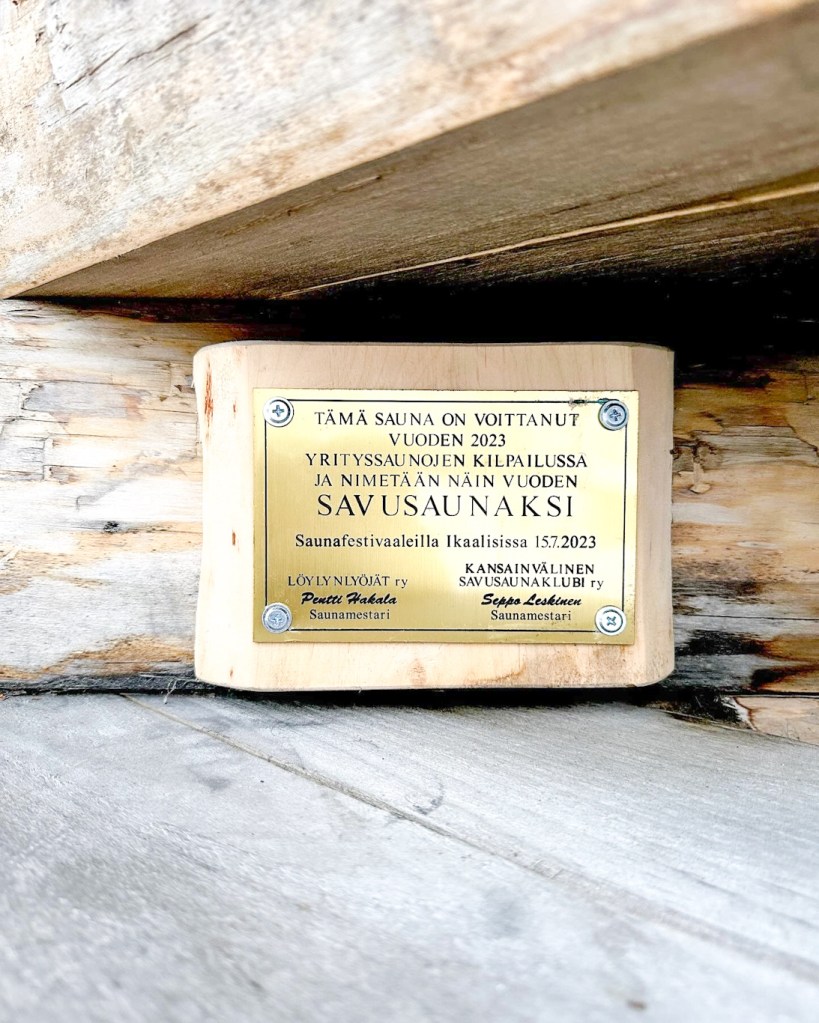 TÄMÄ SAUNA ON VOITTANUT
VUODEN 2023
YRITYSSAUNOJEN KILPAILUSSA
JA NIMETÄÄN NÄIN VUODEN
SAVUSAUNAKSI
Saunafestivaaleilla Ikaalisissa 15.7.2023
LÖYLYNLYÖJÄT ry
Pentti Hakala
Saunamestari
KANSAINVÄLINEN
SAVUSAUNAKLUBI ry
Seppo Leskinen
Saunamestari